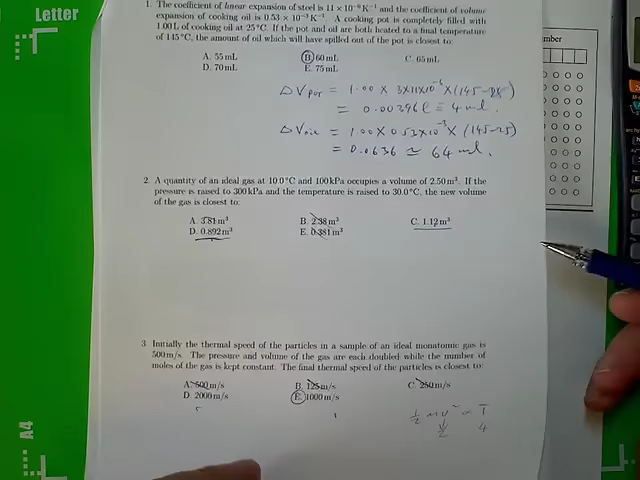 Letter
1. The coefficient of linear expansion of steel is 11 × 10⁻⁶ K⁻¹ and the coefficient of volume
expansion of cooking oil is 0.53 × 10⁻³ K⁻¹. A cooking pot is completely filled with
1.00 L of cooking oil at 25°C. If the pot and oil are both heated to a final temperature
of 145°C, the amount of oil which will have spilled out of the pot is closest to:
A. 55 mL B. 60 mL C. 65 mL
D. 70 mL E. 75 mL
ΔV = 1.00 × 3×11×10⁻⁶ × (145-25)
= 0.00396 ℓ = 4 ml.
ΔVoil = 1.00 × 0.53×10⁻³ × (145-25)
= 0.0636 ≃ 64 ml.
2. A quantity of an ideal gas at 10.0°C and 100 kPa occupies a volume of 2.50 m³. If the
pressure is raised to 300 kPa and the temperature is raised to 30.0°C, the new volume
of the gas is closest to:
A. 3.81 m³ B. 2.38 m³ C. 1.12 m³
D. 0.892 m³ E. 0.381 m³
3 Initially the thermal speed of the particles in a sample of an ideal monatomic gas is
500 m/s. The pressure and volume of the gas are each doubled while the number of
moles of the gas is kept constant. The final thermal speed of the particles is closest to:
A. 500 m/s B. 125 m/s C. 250 m/s
D. 2000 m/s E. 1000 m/s
½ mv² ∝ T
2 4
A4
mber